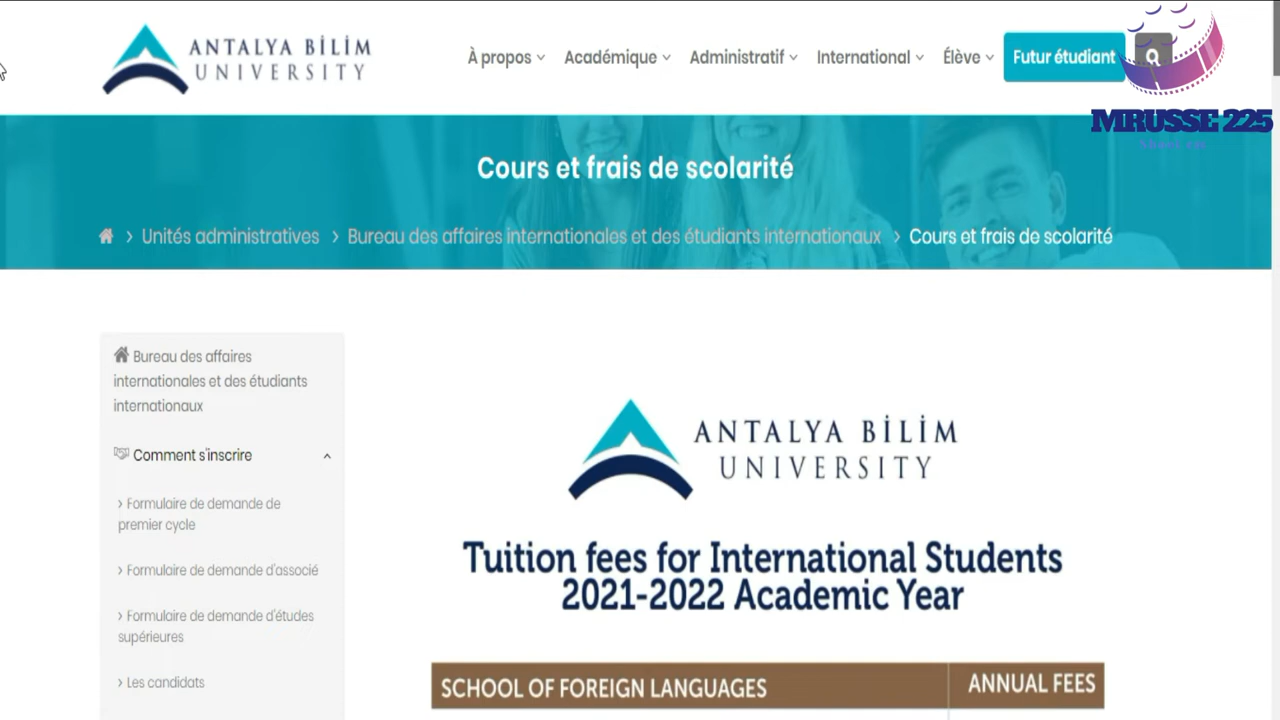 ANTALYA BİLİM
UNIVERSITY
À propos
Académique
Administratif
International
Élève
Futur étudiant
MRUSSE 225
Cours et frais de scolarité
Unités administratives
Bureau des affaires internationales et des étudiants internationaux
Cours et frais de scolarité
Bureau des affaires
internationales et des étudiants
internationaux
Comment s'inscrire
Formulaire de demande de
premier cycle
Formulaire de demande d'associé
Formulaire de demande d'études
supérieures
Les candidats
ANTALYA BİLİM
UNIVERSITY
Tuition fees for International Students
2021-2022 Academic Year
SCHOOL OF FOREIGN LANGUAGES
ANNUAL FEES